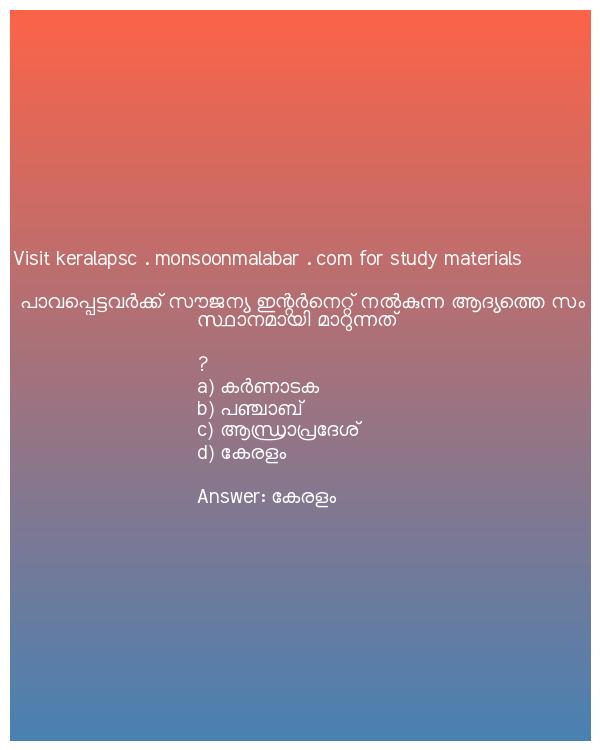 Visit keralapsc . monsoonmalabar . com for study materials
പാവപ്പെട്ടവർക്ക് സൗജന്യ ഇന്റർനെറ്റ് നൽകുന്ന ആദ്യത്തെ സം
സ്ഥാനമായി മാറുന്നത്
?
a) കർണാടക
b) പഞ്ചാബ്
c) ആന്ധ്രാപ്രദേശ്
d) കേരളം
Answer: കേരളം